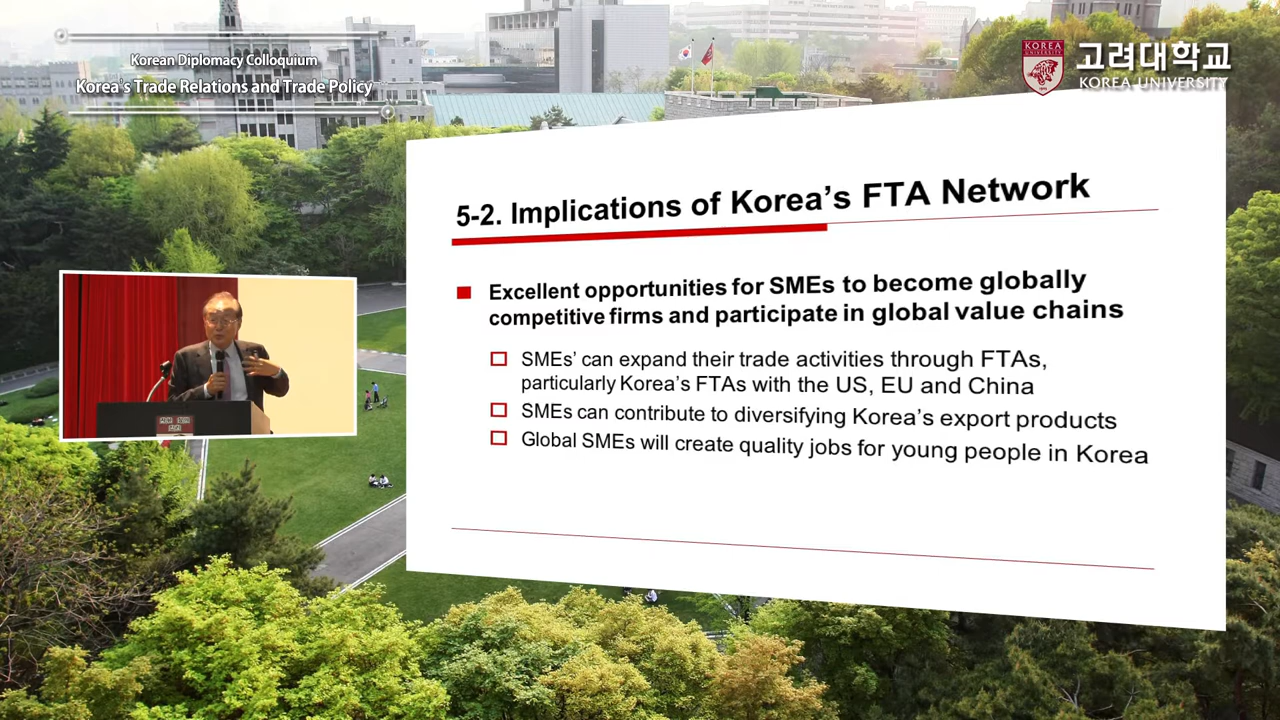 Korean Diplomacy Colloquium
Korea's Trade Relations and Trade Policy
KOREA
UNIVERSITY
고려대학교
KOREA UNIVERSITY
5-2. Implications of Korea's FTA Network
Excellent opportunities for SMEs to become globally
competitive firms and participate in global value chains
SMEs' can expand their trade activities through FTAs,
particularly Korea's FTAs with the US, EU and China
SMEs can contribute to diversifying Korea's export products
Global SMEs will create quality jobs for young people in Korea